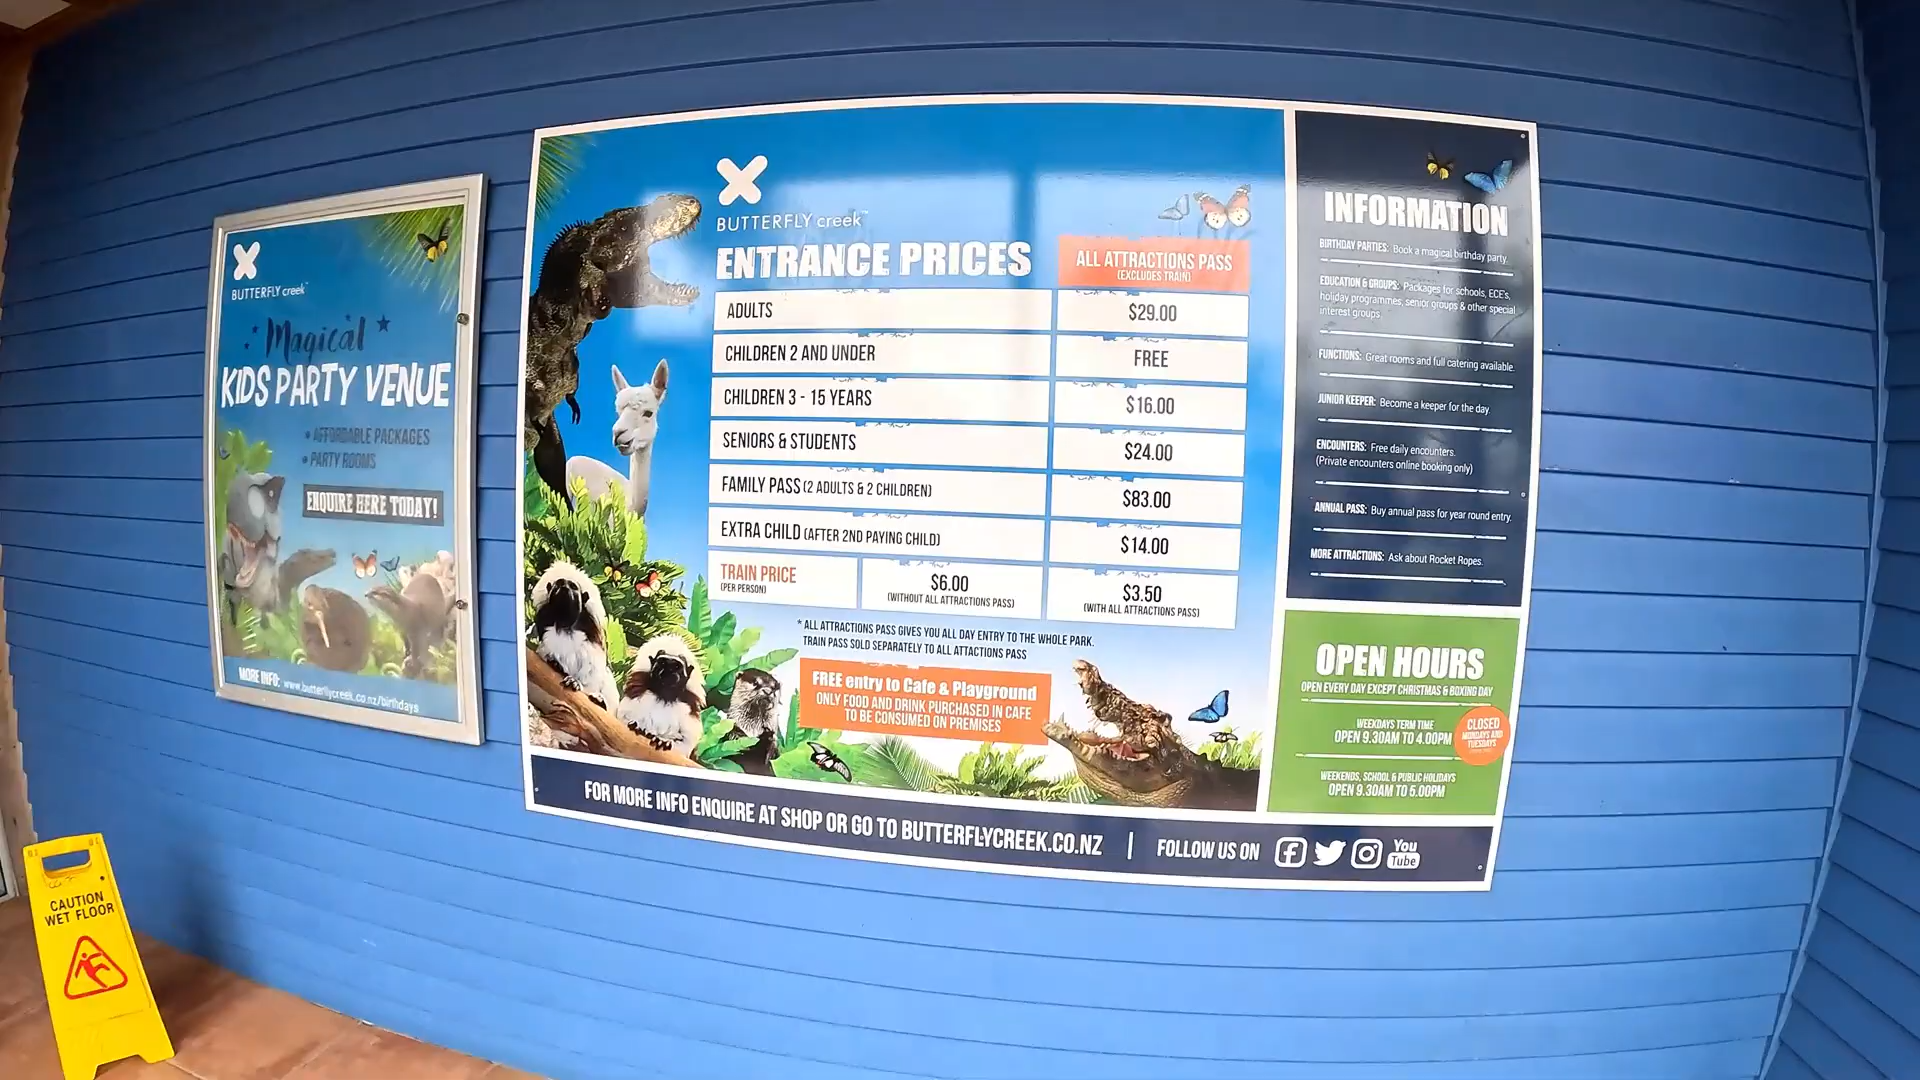 BUTTERFLY creek
Magical
KIDS PARTY VENUE
• AFFORDABLE PACKAGES
• PARTY ROOMS
ENQUIRE HERE TODAY!
MORE INFO: www.butterflycreek.co.nz/birthdays
CAUTION
WET FLOOR
BUTTERFLY creek™
ENTRANCE PRICES
ALL ATTRACTIONS PASS
(EXCLUDES TRAIN)
ADULTS $29.00
CHILDREN 2 AND UNDER FREE
CHILDREN 3 - 15 YEARS $16.00
SENIORS & STUDENTS $24.00
FAMILY PASS (2 ADULTS & 2 CHILDREN) $83.00
EXTRA CHILD (AFTER 2ND PAYING CHILD) $14.00
TRAIN PRICE $6.00 $3.50
(PER PERSON) (WITHOUT ALL ATTRACTIONS PASS) (WITH ALL ATTRACTIONS PASS)
* ALL ATTRACTIONS PASS GIVES YOU ALL DAY ENTRY TO THE WHOLE PARK.
TRAIN PASS SOLD SEPARATELY TO ALL ATTACTIONS PASS
FREE entry to Cafe & Playground
ONLY FOOD AND DRINK PURCHASED IN CAFE
TO BE CONSUMED ON PREMISES
INFORMATION
BIRTHDAY PARTIES: Book a magical birthday party.
EDUCATION & GROUPS: Packages for schools, ECE's,
holiday programmes, senior groups & other special
interest groups.
FUNCTIONS: Great rooms and full catering available.
JUNIOR KEEPER: Become a keeper for the day.
ENCOUNTERS: Free daily encounters.
(Private encounters online booking only)
ANNUAL PASS: Buy annual pass for year round entry.
MORE ATTRACTIONS: Ask about Rocket Ropes.
OPEN HOURS
OPEN EVERY DAY EXCEPT CHRISTMAS & BOXING DAY
WEEKDAYS TERM TIME
OPEN 9.30AM TO 4.00PM
CLOSED
MONDAYS AND
TUESDAYS
WEEKENDS, SCHOOL & PUBLIC HOLIDAYS
OPEN 9.30AM TO 5.00PM
FOR MORE INFO ENQUIRE AT SHOP OR GO TO BUTTERFLYCREEK.CO.NZ | FOLLOW US ON
You
Tube